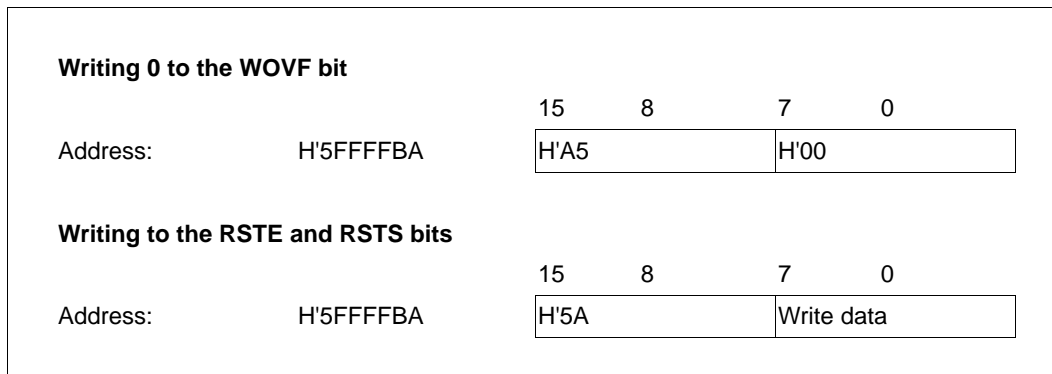 Writing 0 to the WOVF bit
15 8 7 0
Address: H'5FFFFBA H'A5 H'00
Writing to the RSTE and RSTS bits
15 8 7 0
Address: H'5FFFFBA H'5A Write data